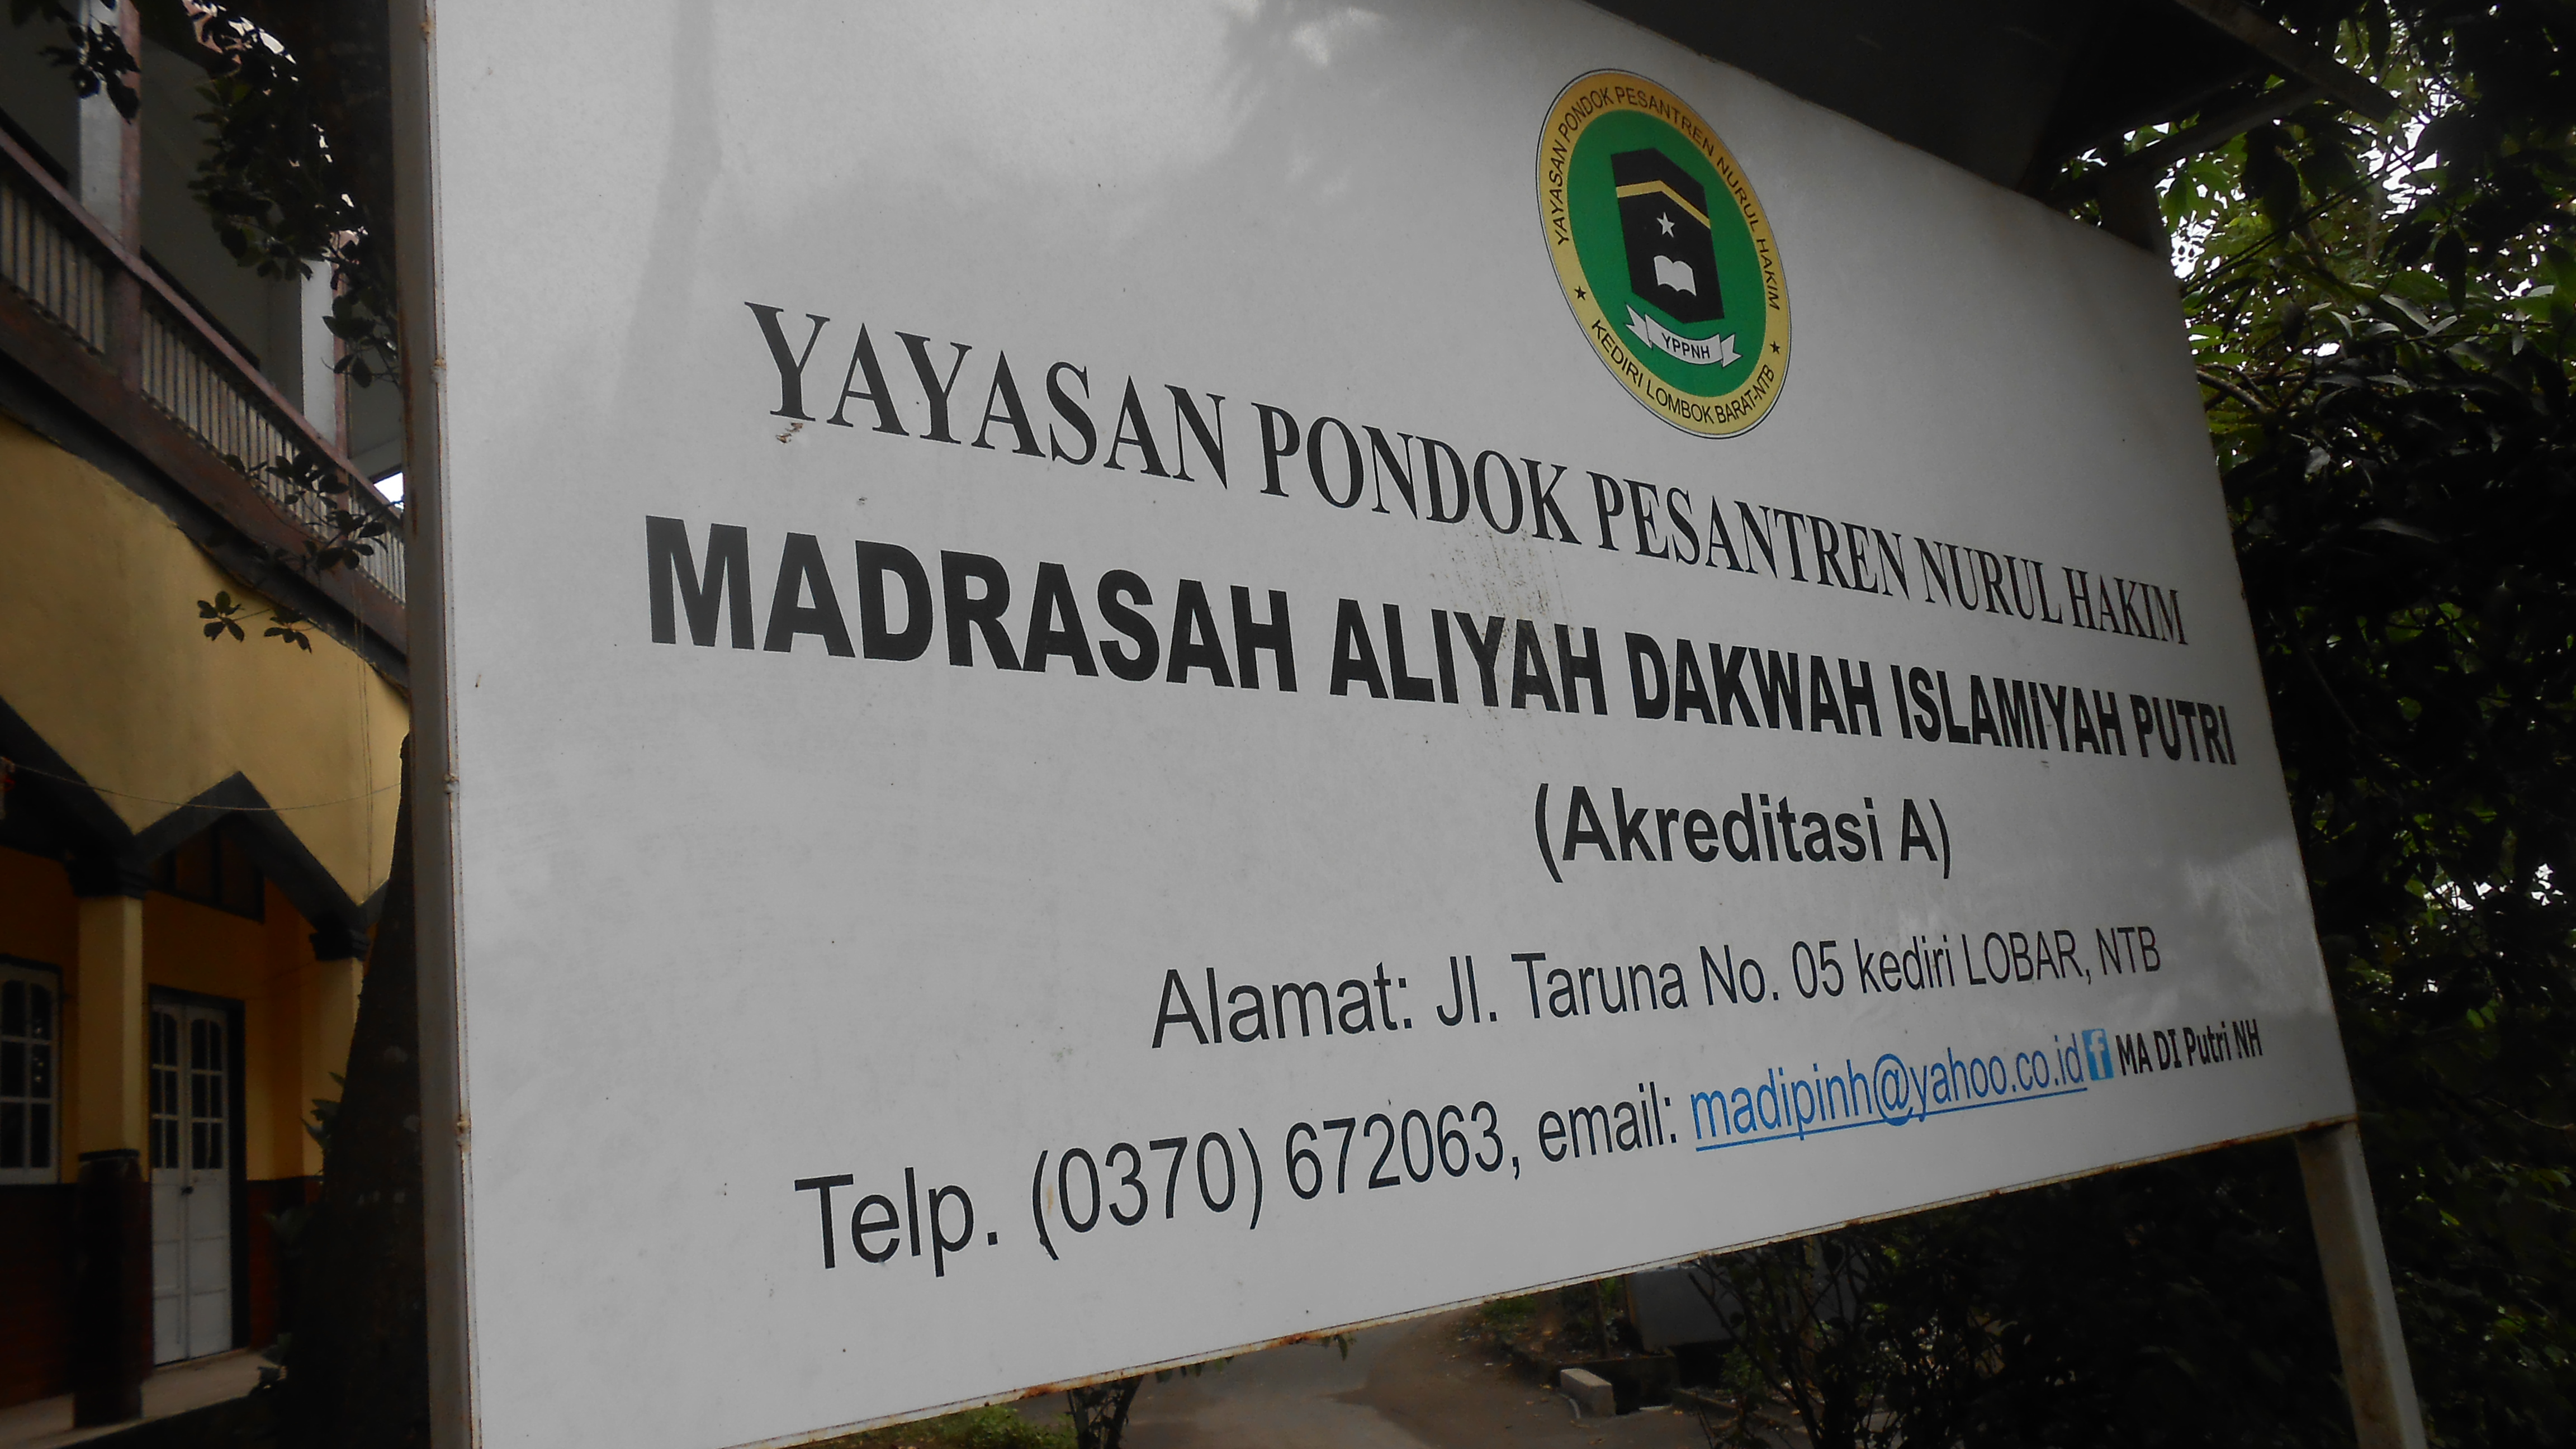 YAYASAN PONDOK PESANTREN NURUL HAKIM
YPPNH
KEDIRI LOMBOK BARAT-NTB
YAYASAN PONDOK PESANTREN NURUL HAKIM
MADRASAH ALIYAH DAKWAH ISLAMIYAH PUTRI
(Akreditasi A)
Alamat: Jl. Taruna No. 05 kediri LOBAR, NTB
Telp. (0370) 672063, email: madipinh@yahoo.co.id f MA DI Putri NH